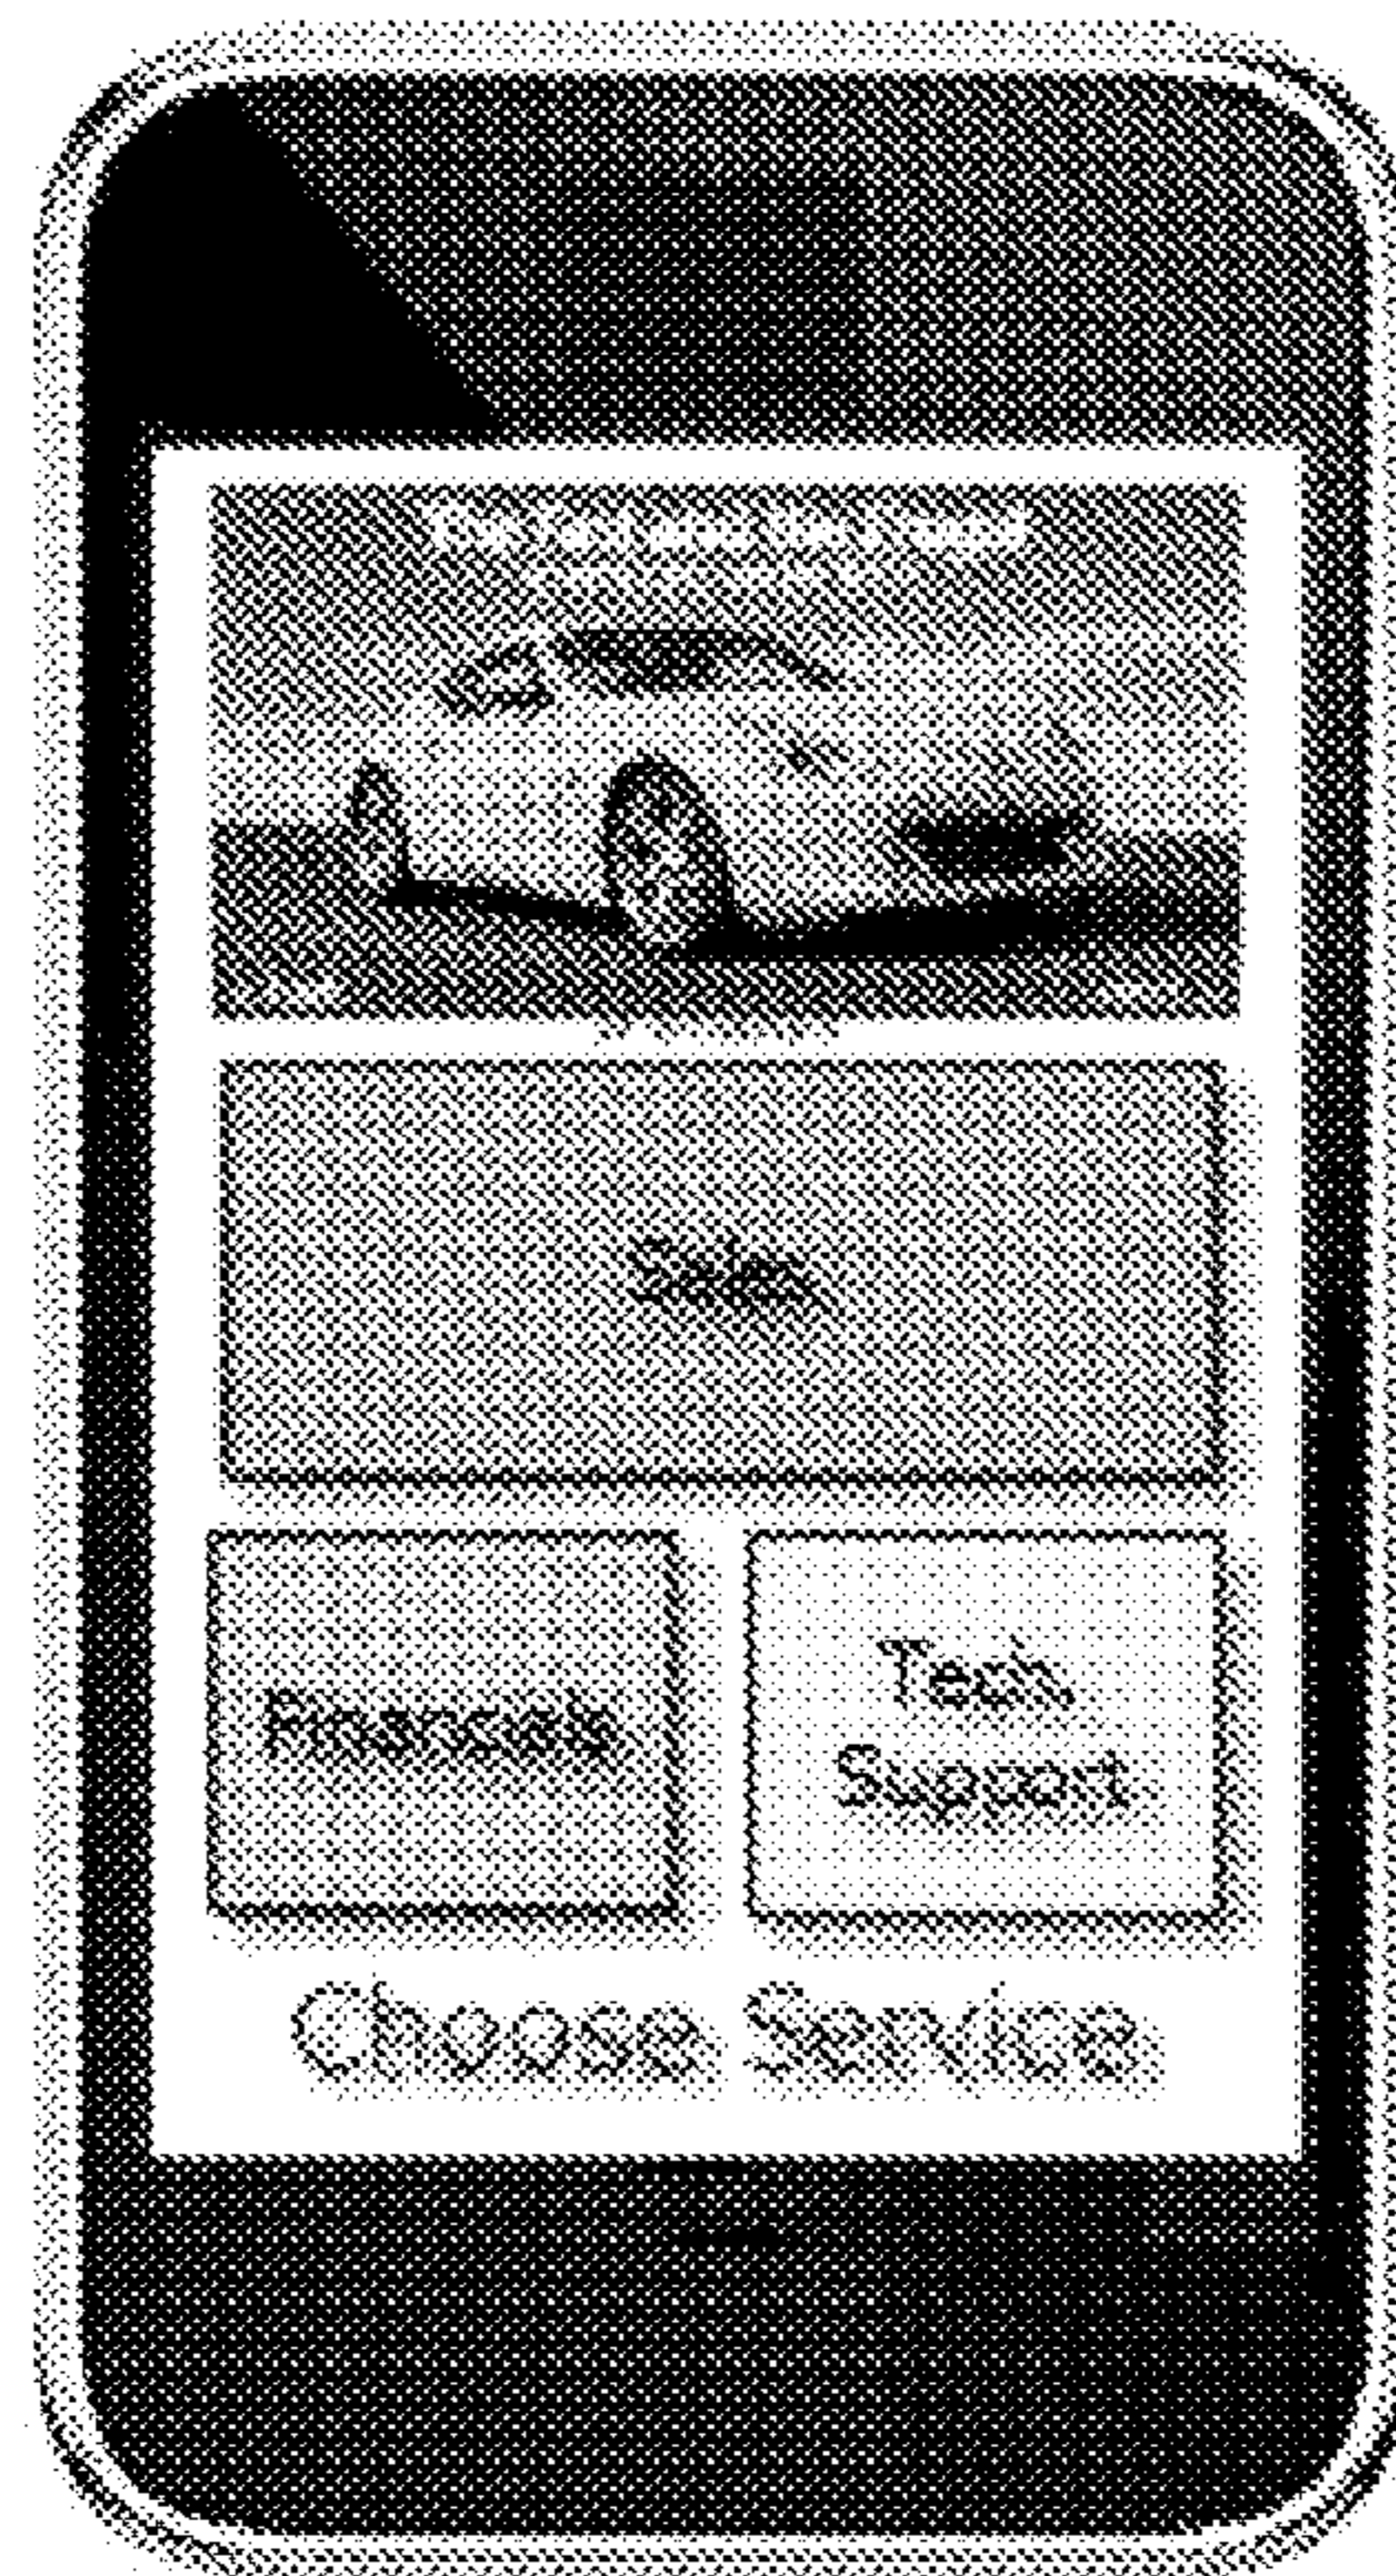 Sales
Financials
Tech
Support
Choose Service